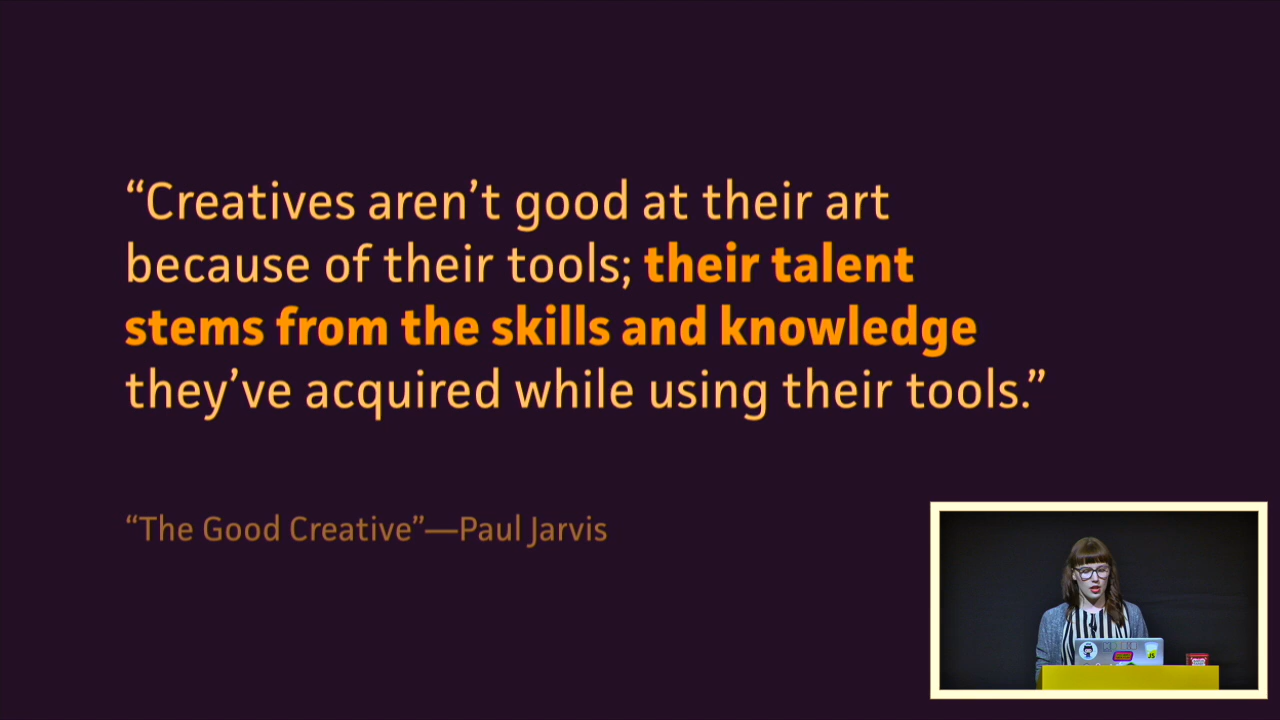 “Creatives aren’t good at their art
because of their tools; their talent
stems from the skills and knowledge
they’ve acquired while using their tools.”
“The Good Creative”—Paul Jarvis
JS